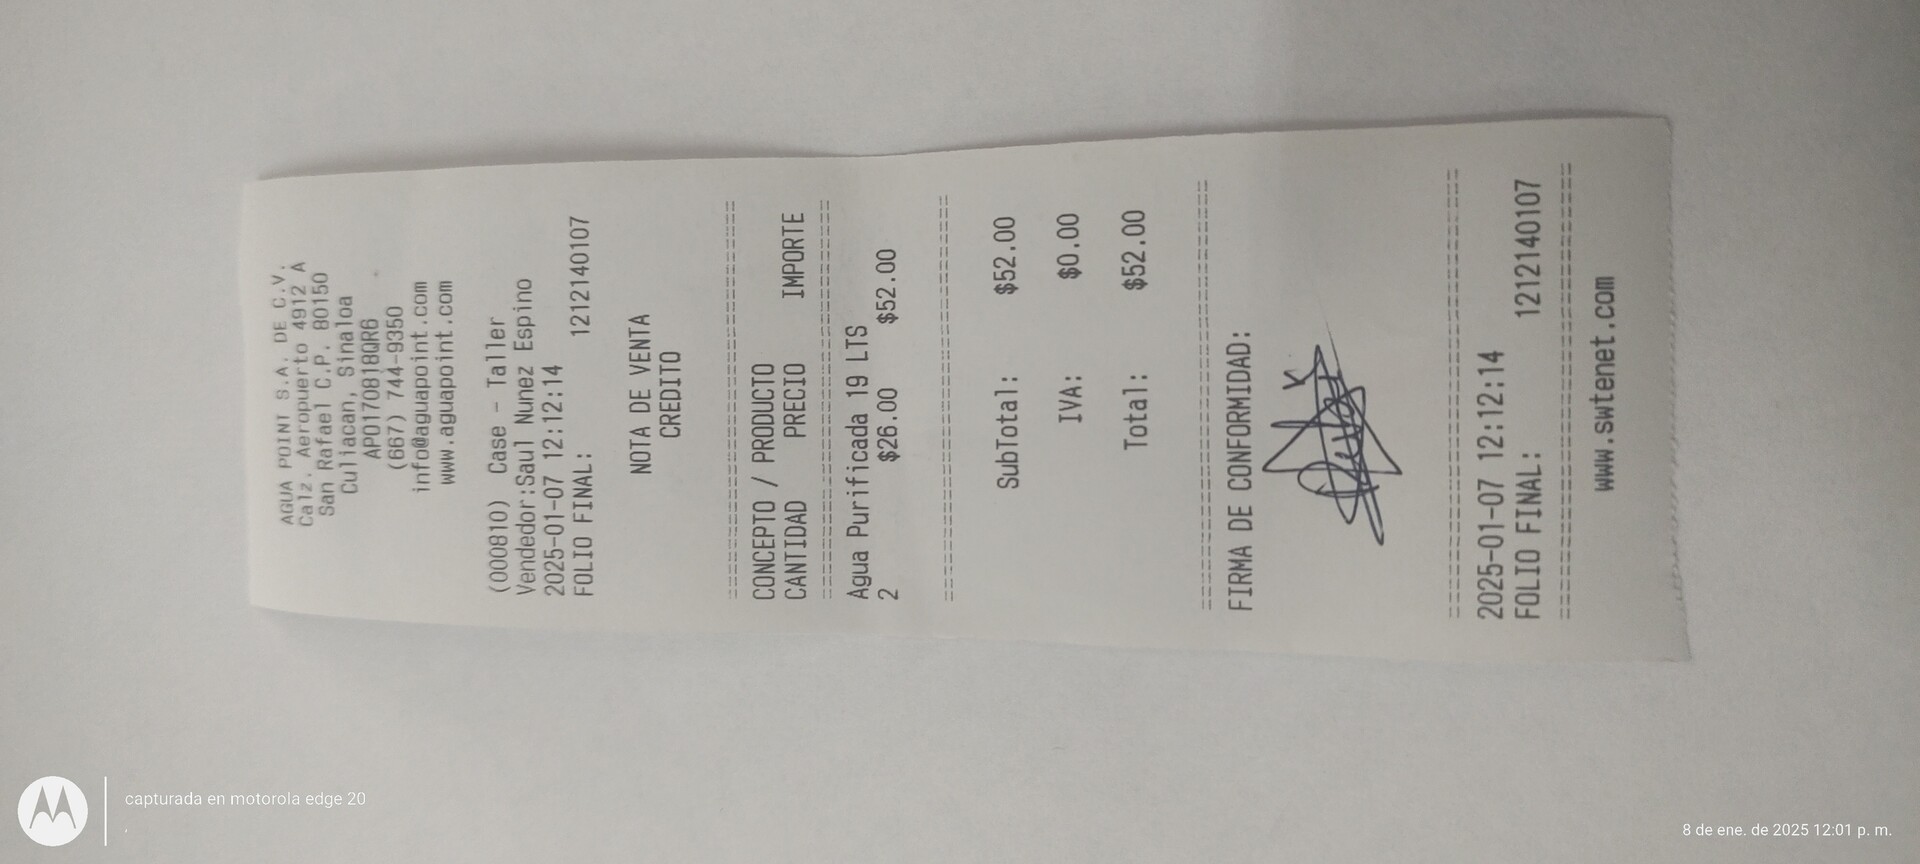 AGUA POINT S.A. DE C.V.
Calz. Aeropuerto 4912 A
San Rafael C.P. 80150
Culiacan, Sinaloa
APO170818QR6
(667) 744-9350
info@aguapoint.com
www.aguapoint.com
(000810) Case - Taller
Vendedor:Saul Nunez Espino
2025-01-07 12:12:14
FOLIO FINAL: 1212140107
NOTA DE VENTA
CREDITO
CONCEPTO / PRODUCTO
CANTIDAD PRECIO IMPORTE
Agua Purificada 19 LTS
2 $26.00 $52.00
SubTotal: $52.00
IVA: $0.00
Total: $52.00
FIRMA DE CONFORMIDAD:
2025-01-07 12:12:14
FOLIO FINAL: 1212140107
www.swtenet.com
capturada en motorola edge 20
8 de ene. de 2025 12:01 p. m.